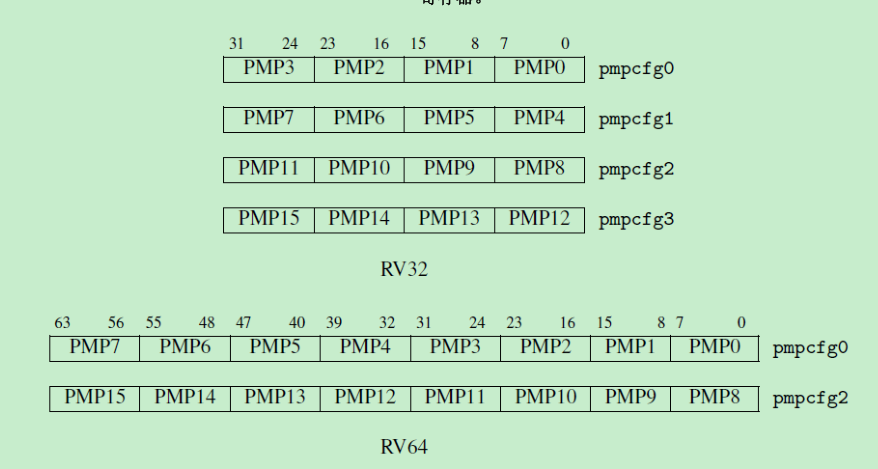 寄存器。
31 24 23 16 15 8 7 0
PMP3 PMP2 PMP1 PMP0 pmpcfg0
PMP7 PMP6 PMP5 PMP4 pmpcfg1
PMP11 PMP10 PMP9 PMP8 pmpcfg2
PMP15 PMP14 PMP13 PMP12 pmpcfg3
RV32
63 56 55 48 47 40 39 32 31 24 23 16 15 8 7 0
PMP7 PMP6 PMP5 PMP4 PMP3 PMP2 PMP1 PMP0 pmpcfg0
PMP15 PMP14 PMP13 PMP12 PMP11 PMP10 PMP9 PMP8 pmpcfg2
RV64